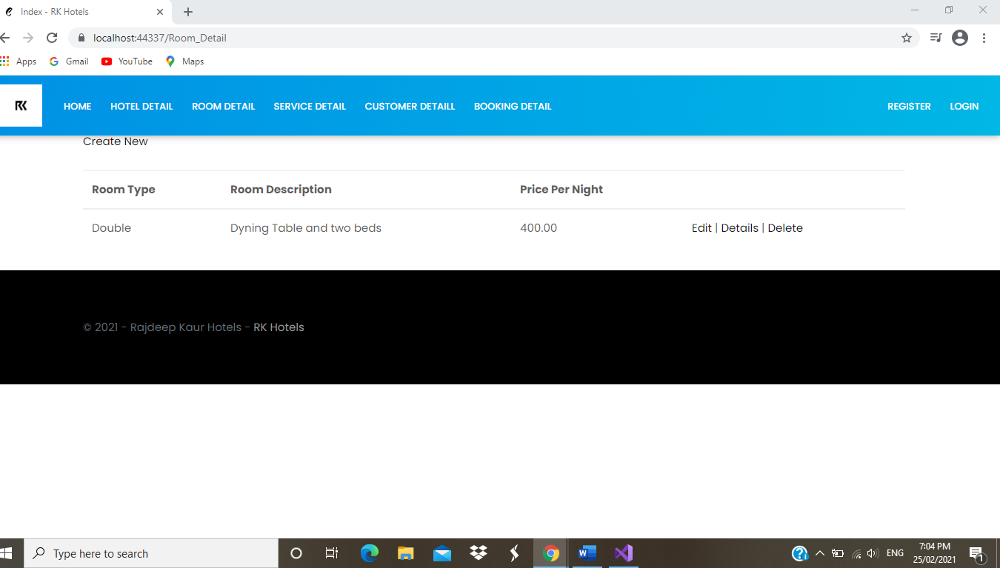 Index - RK Hotels
localhost:44337/Room_Detail
Apps Gmail YouTube Maps
RK HOME HOTEL DETAIL ROOM DETAIL SERVICE DETAIL CUSTOMER DETAILL BOOKING DETAIL REGISTER LOGIN
Create New
Room Type Room Description Price Per Night
Double Dyning Table and two beds 400.00 Edit | Details | Delete
© 2021 - Rajdeep Kaur Hotels - RK Hotels
Type here to search
ENG
7:04 PM
25/02/2021
1